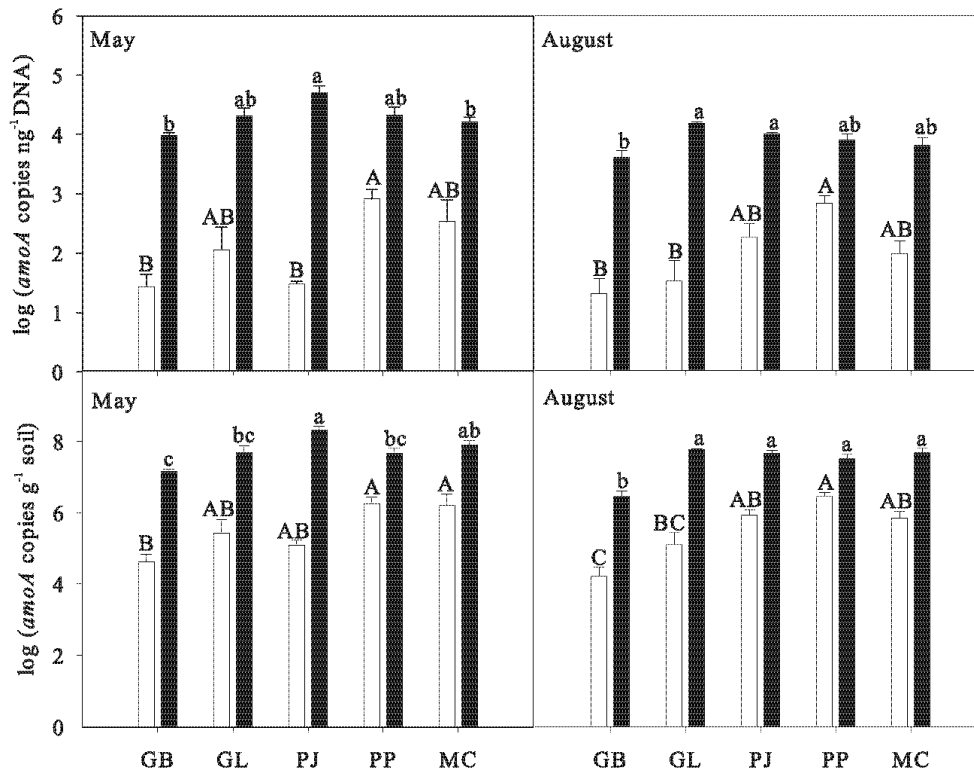 6
5
4
3
2
1
0
log (amoA copies ng⁻¹ DNA)
May
B b AB ab B a A ab AB b
August
B b B a AB a A ab AB ab
8
6
4
2
0
log (amoA copies g⁻¹ soil)
May
B c AB bc AB a A bc A ab
August
C b BC a AB a A a AB a
GB GL PJ PP MC
GB GL PJ PP MC